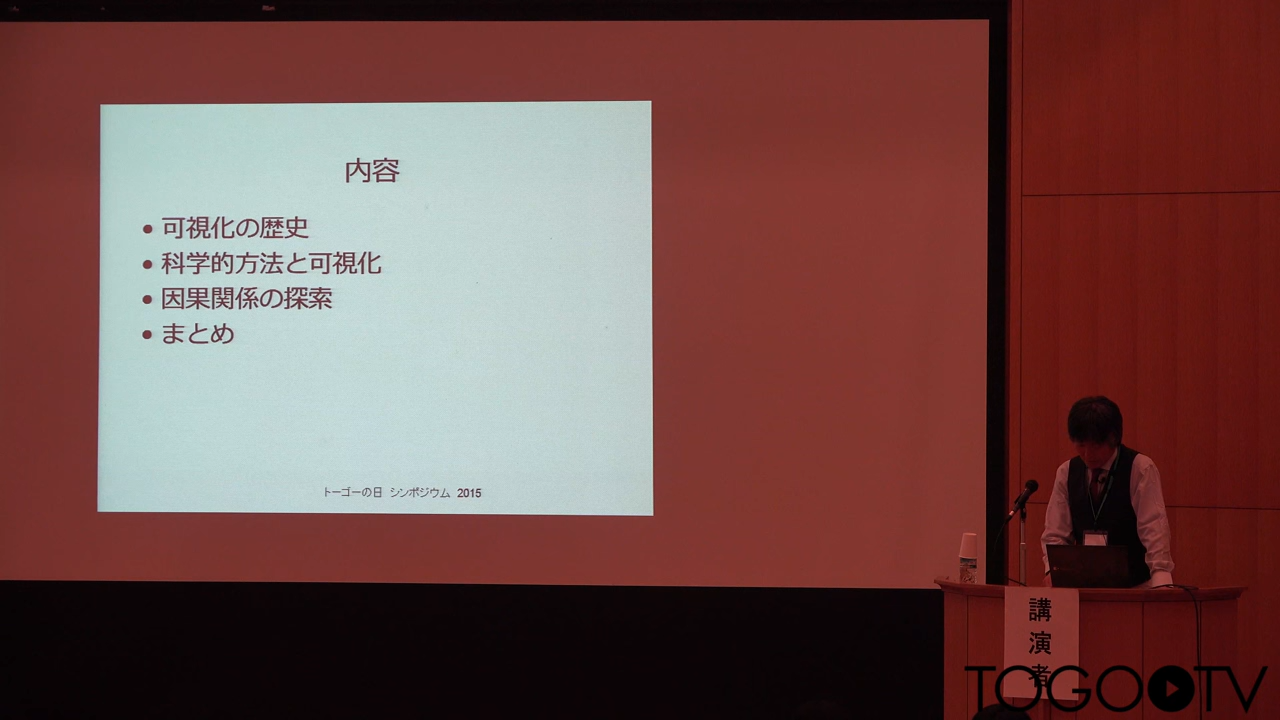 内容
• 可視化の歴史
• 科学的方法と可視化
• 因果関係の探索
• まとめ
トーゴーの日 シンポジウム 2015
講演者
TOGOTV